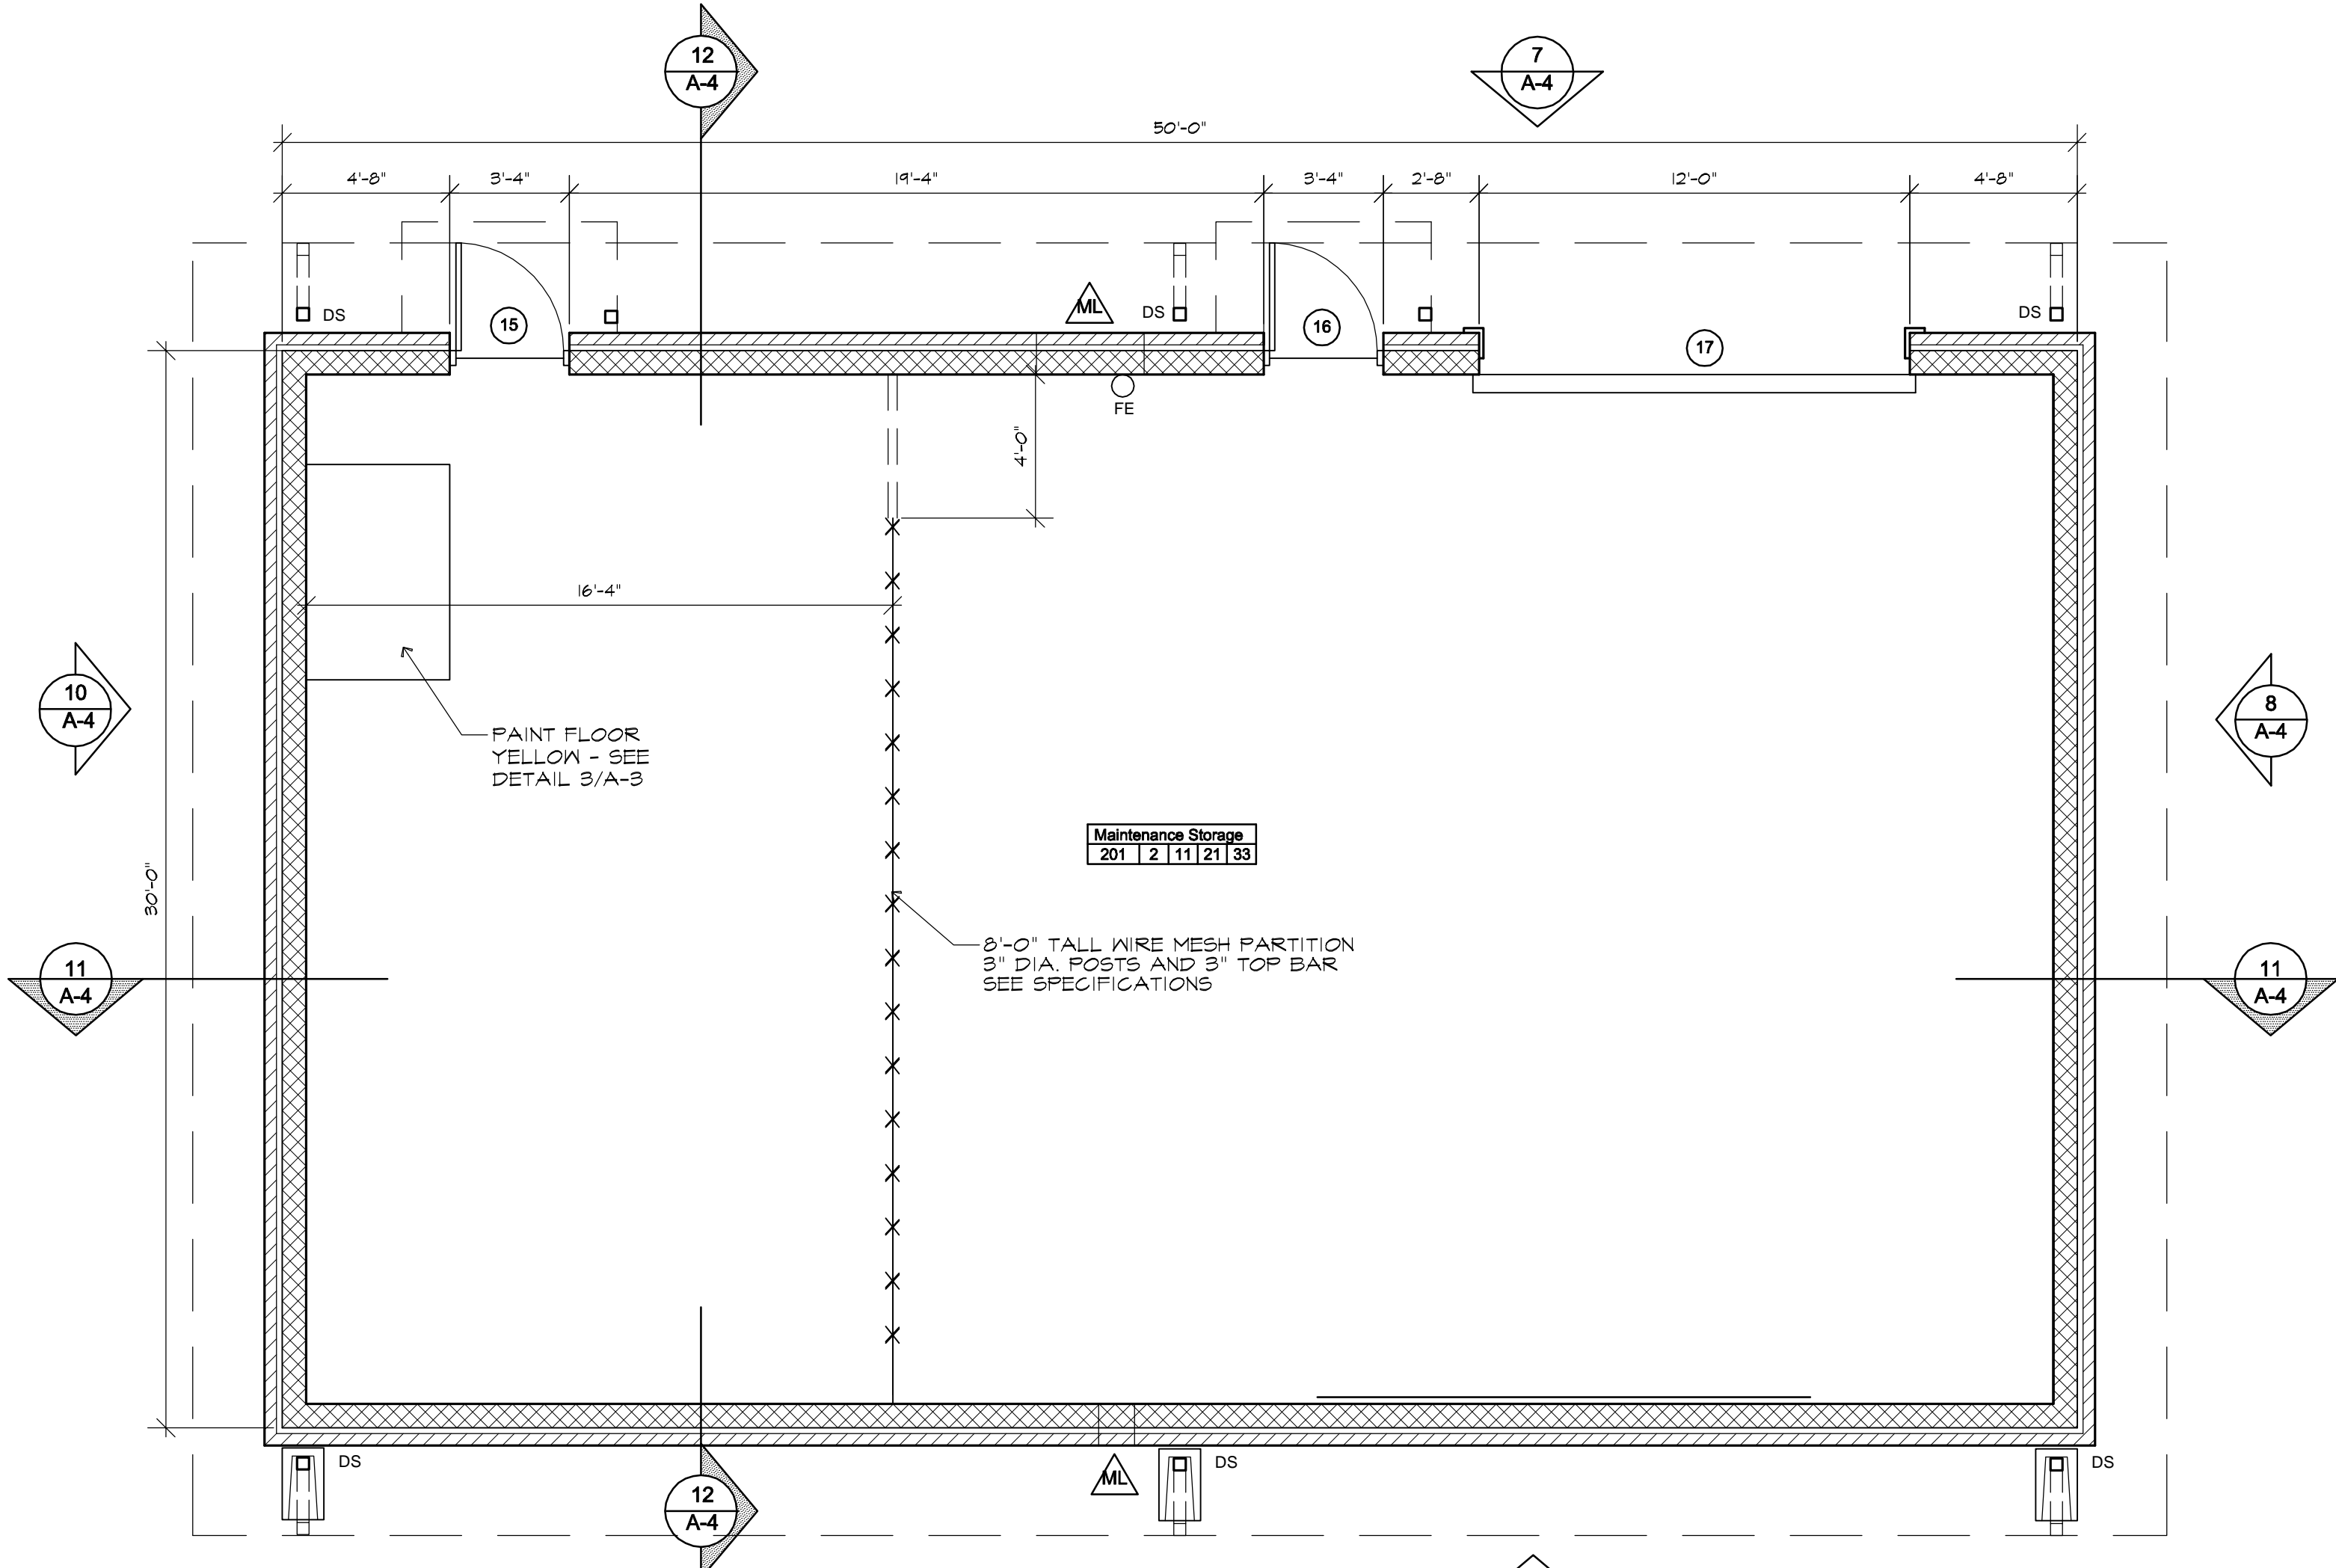 12
A-4
7
A-4
50'-0"
4'-8"
3'-4"
19'-4"
3'-4"
2'-8"
12'-0"
4'-8"
DS
15
ML
DS
16
17
DS
FE
4'-0"
16'-4"
10
A-4
PAINT FLOOR
YELLOW - SEE
DETAIL 3/A-3
8
A-4
Maintenance Storage
201 2 11 21 33
30'-0"
8'-0" TALL WIRE MESH PARTITION
3" DIA. POSTS AND 3" TOP BAR
SEE SPECIFICATIONS
11
A-4
11
A-4
DS
ML
DS
DS
12
A-4